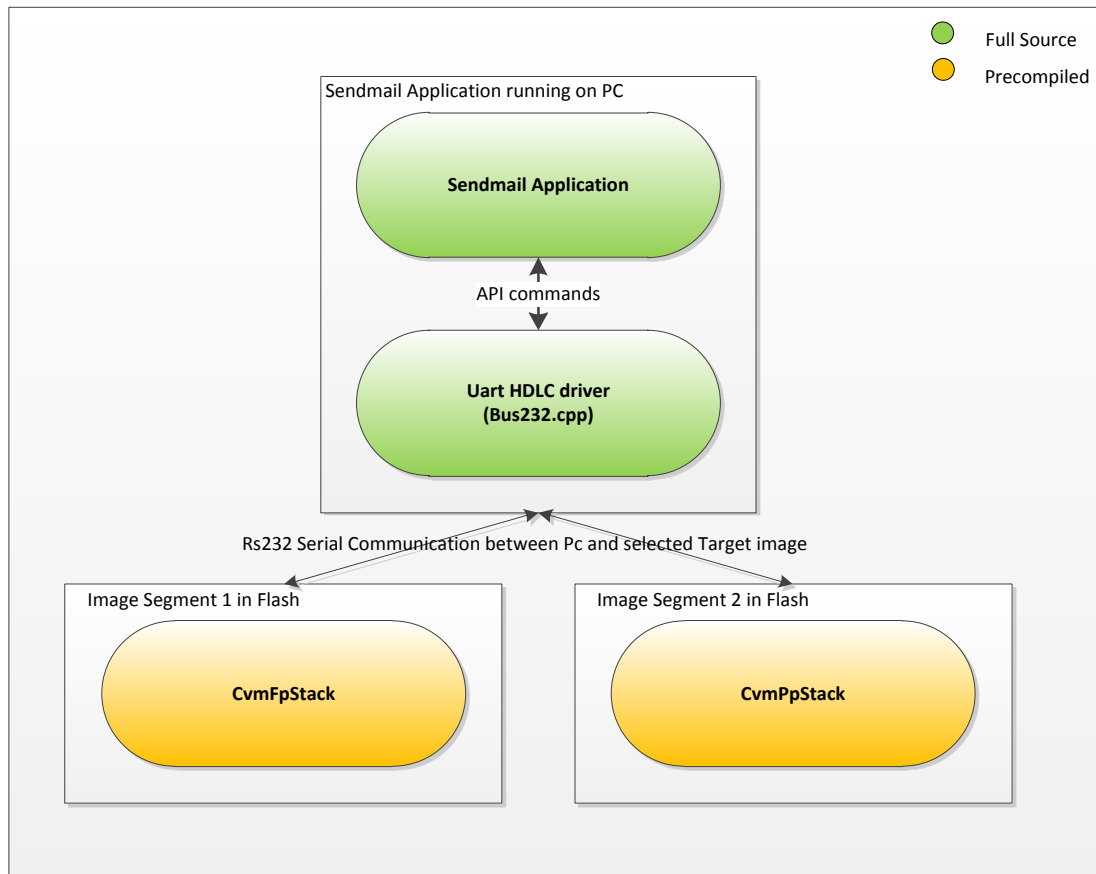 Full Source
Precompiled
Sendmail Application running on PC
Sendmail Application
API commands
Uart HDLC driver
(Bus232.cpp)
Rs232 Serial Communication between Pc and selected Target image
Image Segment 1 in Flash
CvmFpStack
Image Segment 2 in Flash
CvmPpStack